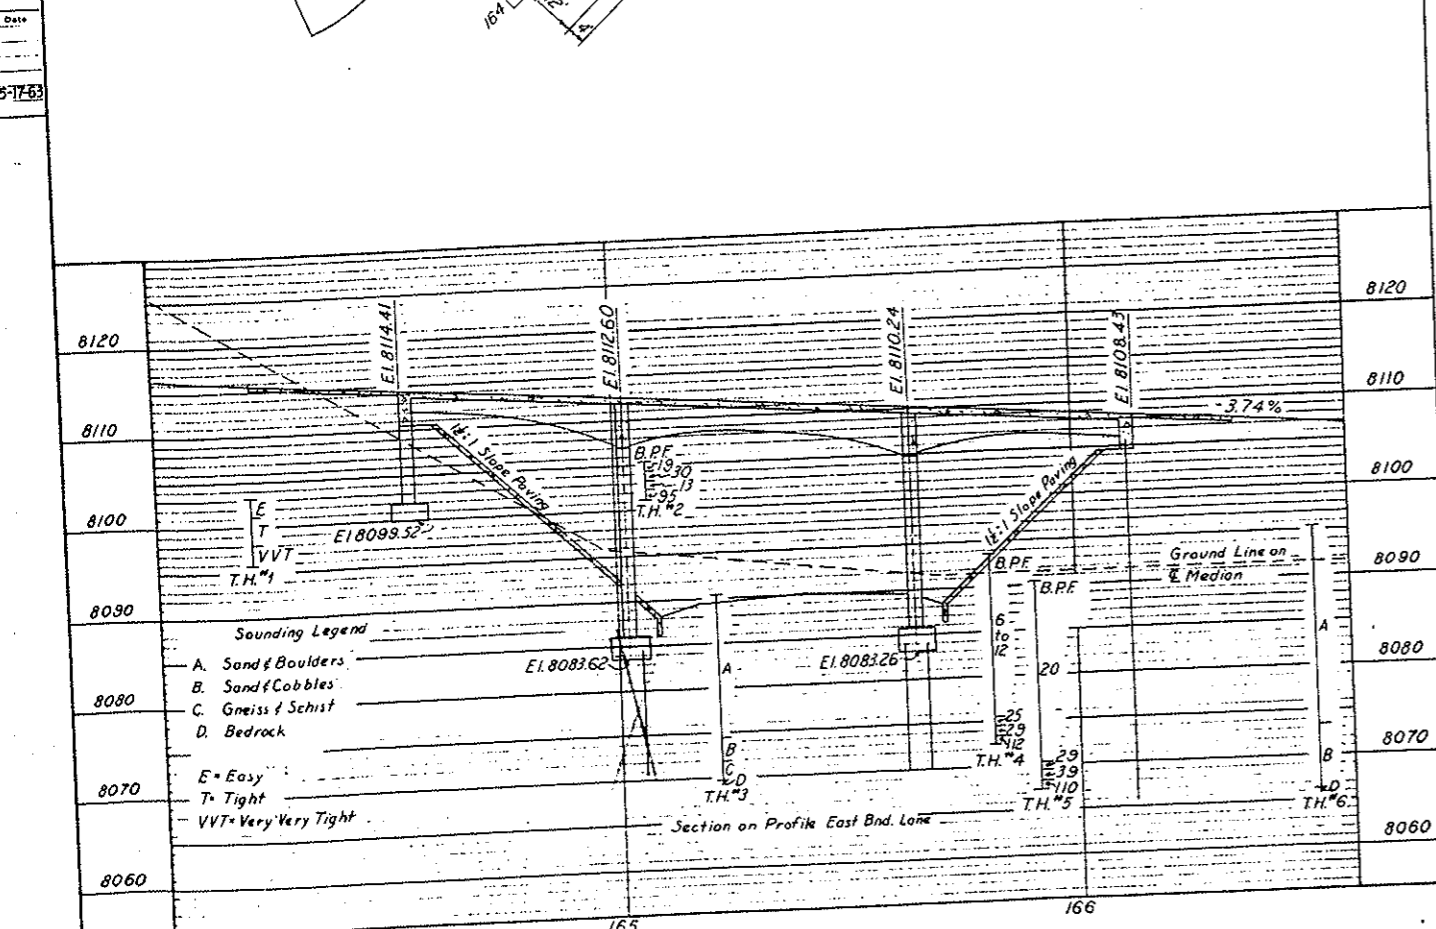 Date
5-17-63
164
12'
4
8120
8110
8100
8090
8080
8070
8060
8120
8110
8100
8090
8080
8070
8060
El. 8114.41
El. 8112.60
El. 8110.24
El. 8108.43
-3.74%
1½:1 Slope Paving
1½:1 Slope Paving
B.P.F.
19
30
13
95
T.H.#2
E
T
VVT
T.H.#1
El 8099.52
Ground Line on
℄ Median
B.P.F.
6
to
12
25
29
412
T.H.#4
B.P.F.
20
29
39
110
T.H.#5
A
B
D
T.H.#6
A
B
C
D
T.H.#3
El. 8083.62
El. 8083.26
Sounding Legend
A. Sand & Boulders
B. Sand & Cobbles
C. Gneiss & Schist
D. Bedrock
E = Easy
T = Tight
VVT = Very Very Tight
Section on Profile East Bnd. Lane
165
166